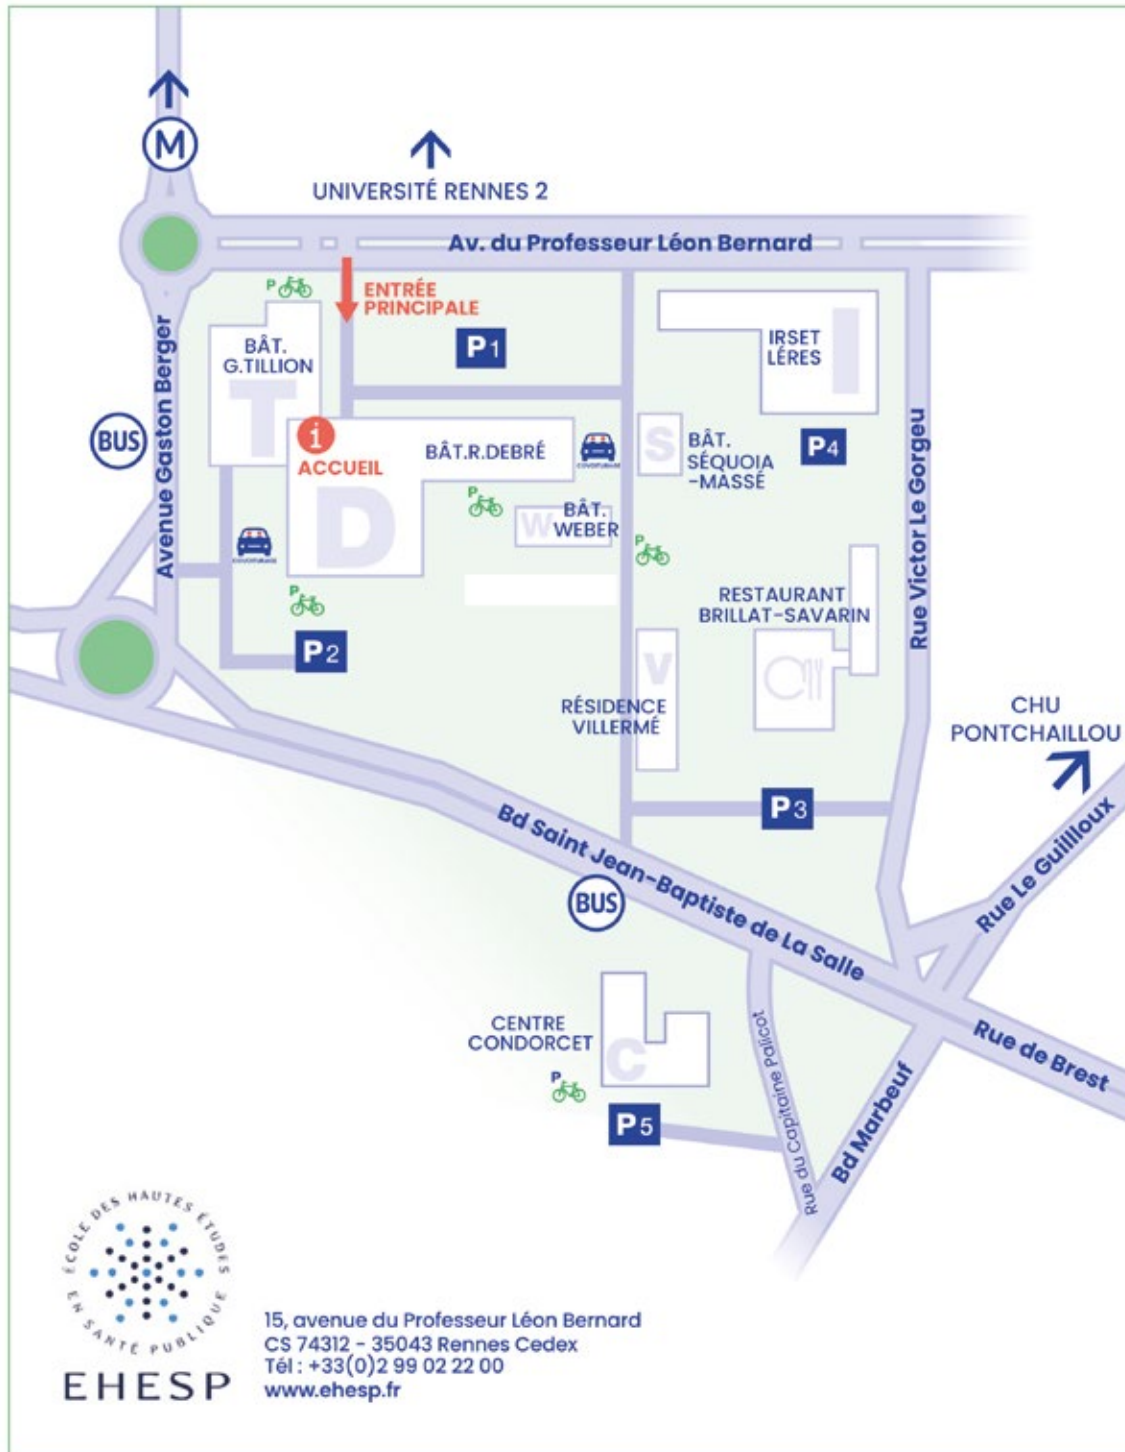 M
UNIVERSITÉ RENNES 2
Av. du Professeur Léon Bernard
P
ENTRÉE
PRINCIPALE
P1
BÂT.
G.TILLION
T
IRSET
LÉRES
I
Avenue Gaston Berger
BUS
i
ACCUEIL
D
BÂT.R.DEBRÉ
COVOITURAGE
S
BÂT.
SÉQUOIA
-MASSÉ
P4
Rue Victor Le Gorgeu
P
W
BÂT.
WEBER
P
COVOITURAGE
P
P2
RESTAURANT
BRILLAT-SAVARIN
V
RÉSIDENCE
VILLERMÉ
CHU
PONTCHAILLOU
P3
Bd Saint Jean-Baptiste de La Salle
BUS
Rue Le Guillloux
CENTRE
CONDORCET
C
P
P5
Rue du Capitaine Palicot
Bd Marbeuf
Rue de Brest
ÉCOLE DES HAUTES ÉTUDES
EN SANTÉ PUBLIQUE
EHESP
15, avenue du Professeur Léon Bernard
CS 74312 - 35043 Rennes Cedex
Tél : +33(0)2 99 02 22 00
www.ehesp.fr